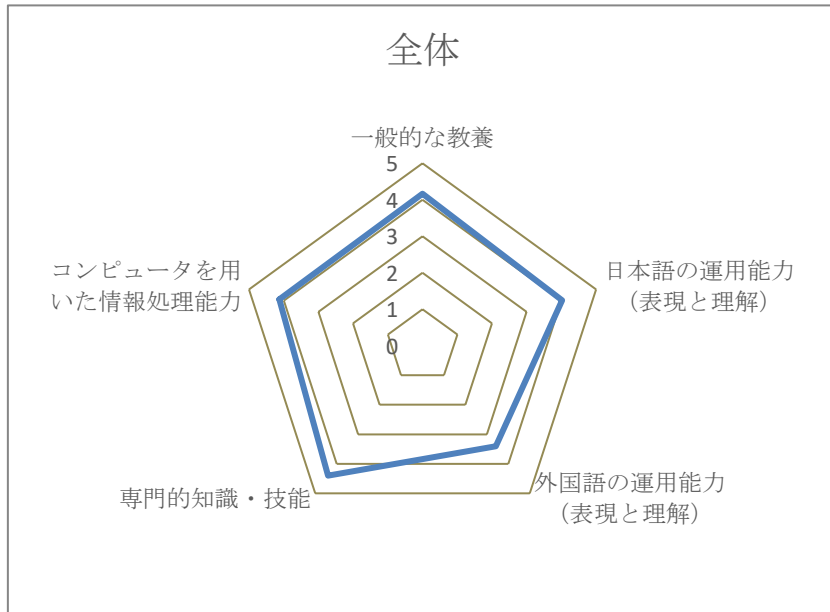 全体
一般的な教養
5
4
3
2
1
0
日本語の運用能力
（表現と理解）
外国語の運用能力
（表現と理解）
専門的知識・技能
コンピュータを用
いた情報処理能力